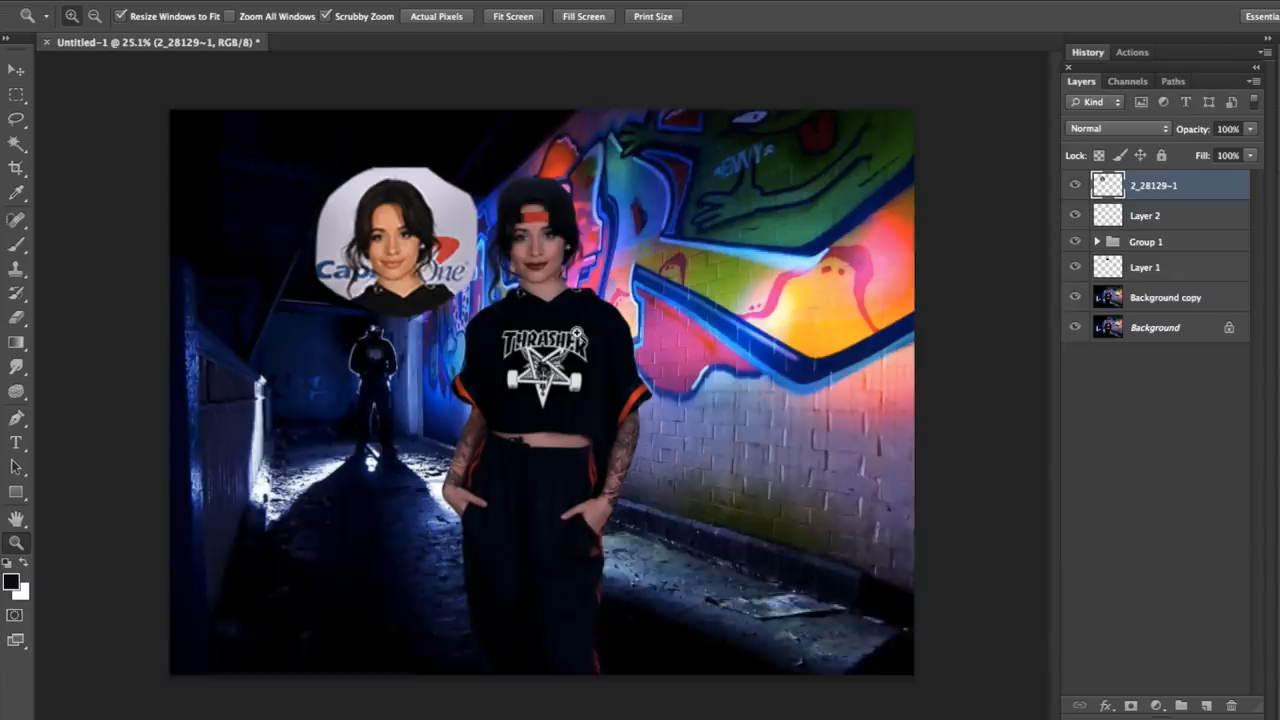 Resize Windows to Fit Zoom All Windows Scrubby Zoom Actual Pixels Fit Screen Fill Screen Print Size Essentia
Untitled-1 @ 25.1% (2_28129~1, RGB/8) *
History Actions
Layers Channels Paths
Kind
Normal Opacity: 100%
Lock: Fill: 100%
2_28129~1
Layer 2
Group 1
Layer 1
Background copy
Background
ENVY
Cap One
THRASHER